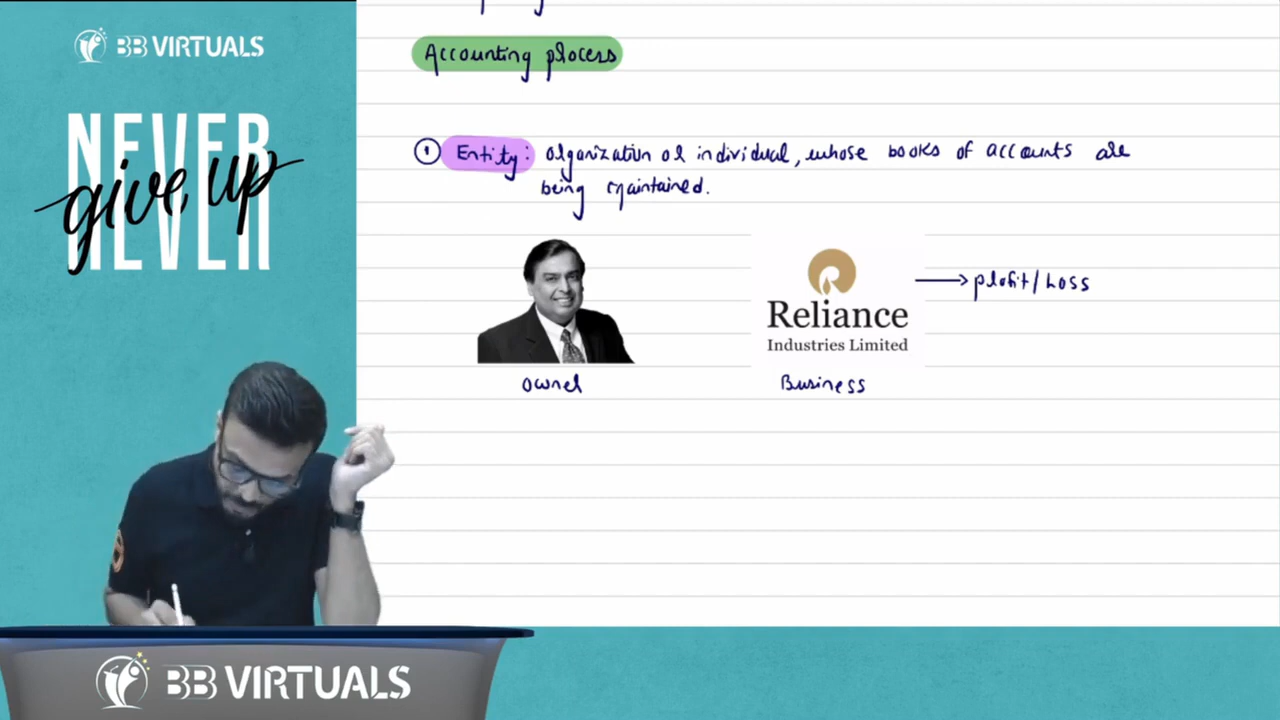 BB VIRTUALS
NEVER
give up
NEVER
Accounting process
① Entity: organization or individual, whose books of accounts are
being maintained.
Reliance
Industries Limited
→ profit/Loss
owner
Business
BB VIRTUALS